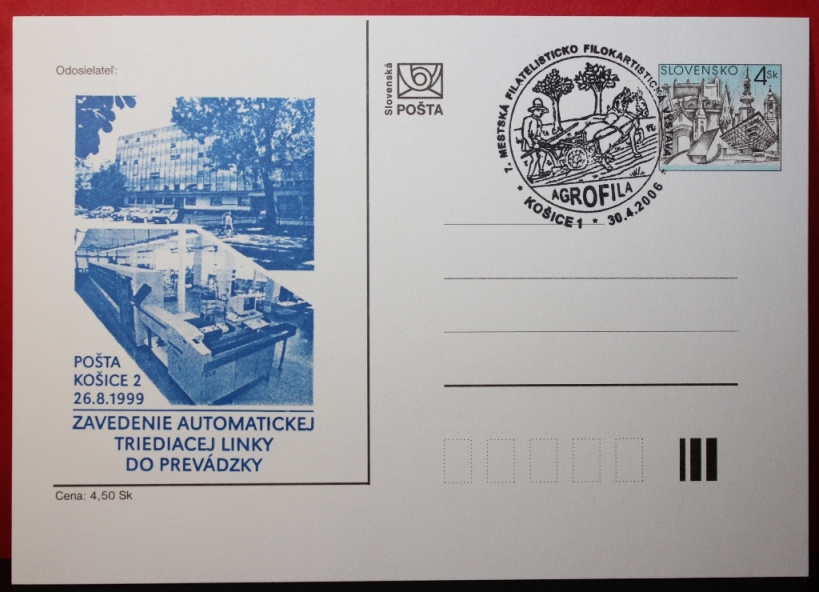 Odosielateľ:
POŠTA
KOŠICE 2
26.8.1999
ZAVEDENIE AUTOMATICKEJ
TRIEDIACEJ LINKY
DO PREVÁDZKY
Cena: 4,50 Sk
Slovenská
POŠTA
7. MESTSKÁ FILATELISTICKO FILOKARTISTICKÁ VÝSTAVA
AGROFILA
* KOŠICE 1 * 30.4.2006
SLOVENSKO 4 Sk